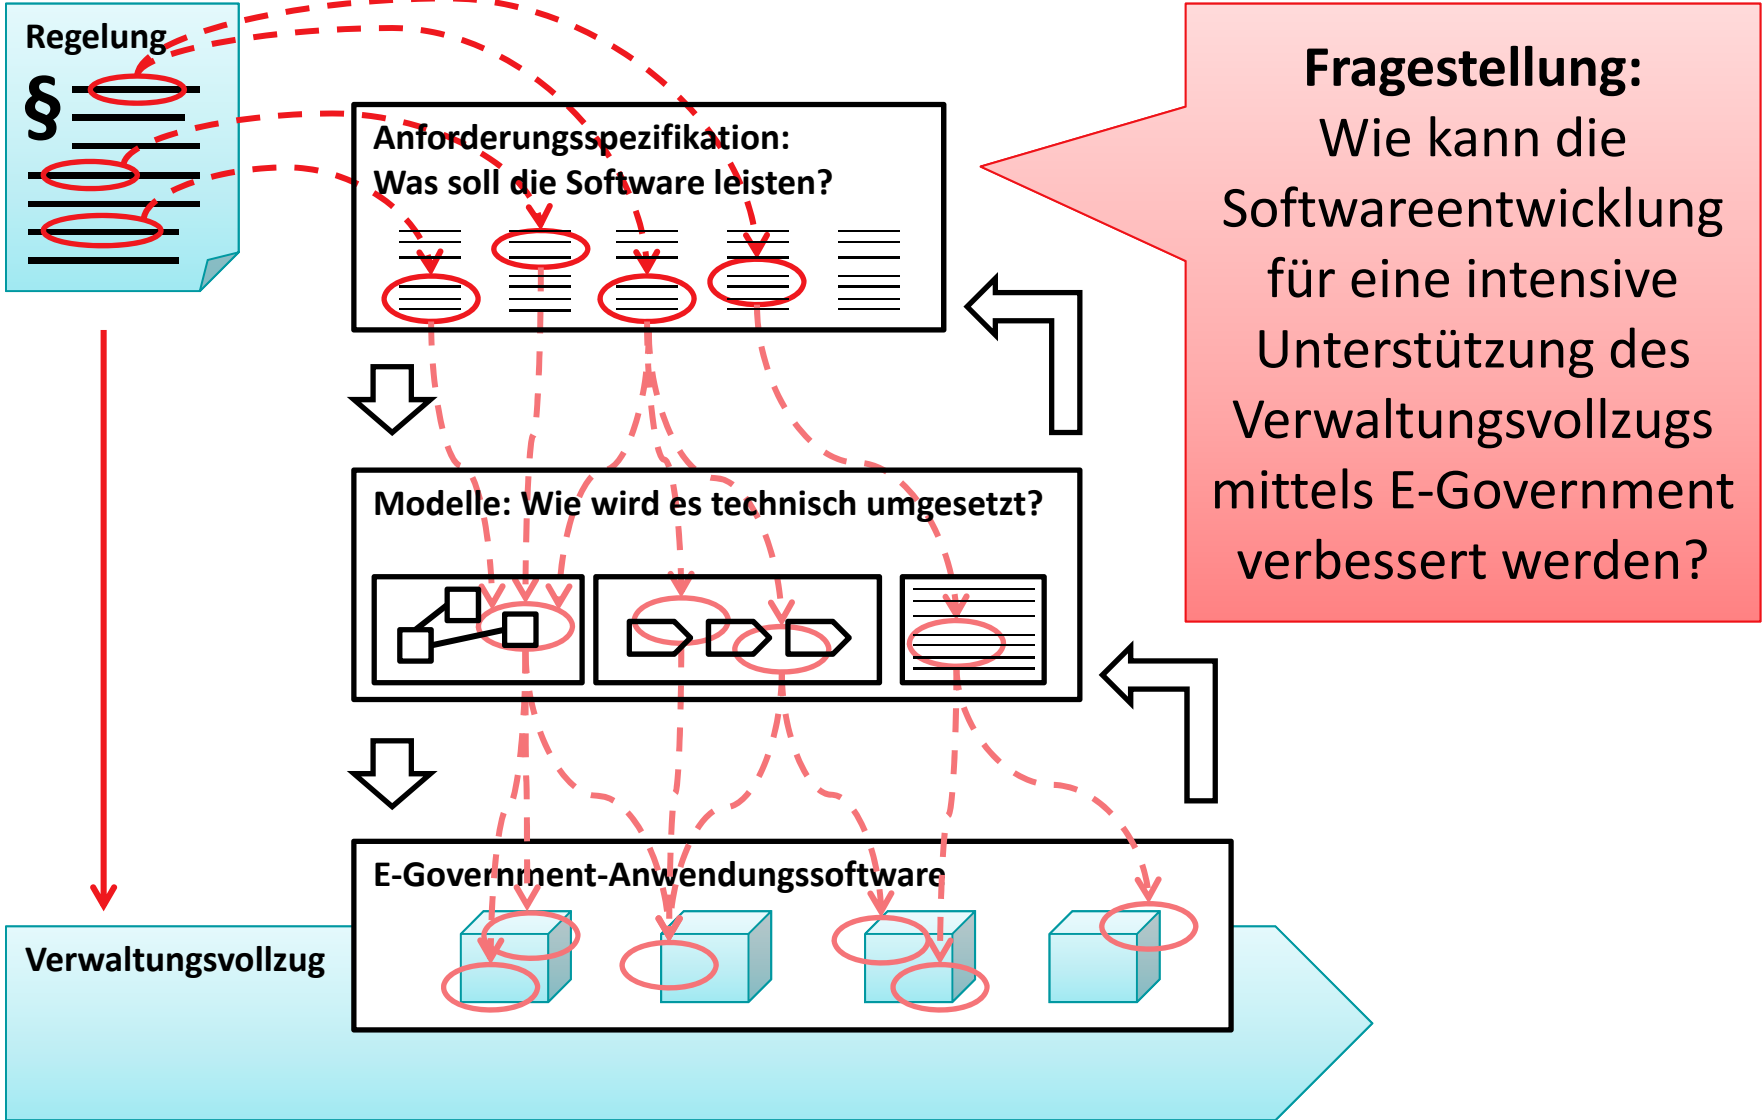 Regelung
§
Anforderungsspezifikation:
Was soll die Software leisten?
Modelle: Wie wird es technisch umgesetzt?
E-Government-Anwendungssoftware
Verwaltungsvollzug
Fragestellung:
Wie kann die
Softwareentwicklung
für eine intensive
Unterstützung des
Verwaltungsvollzugs
mittels E-Government
verbessert werden?